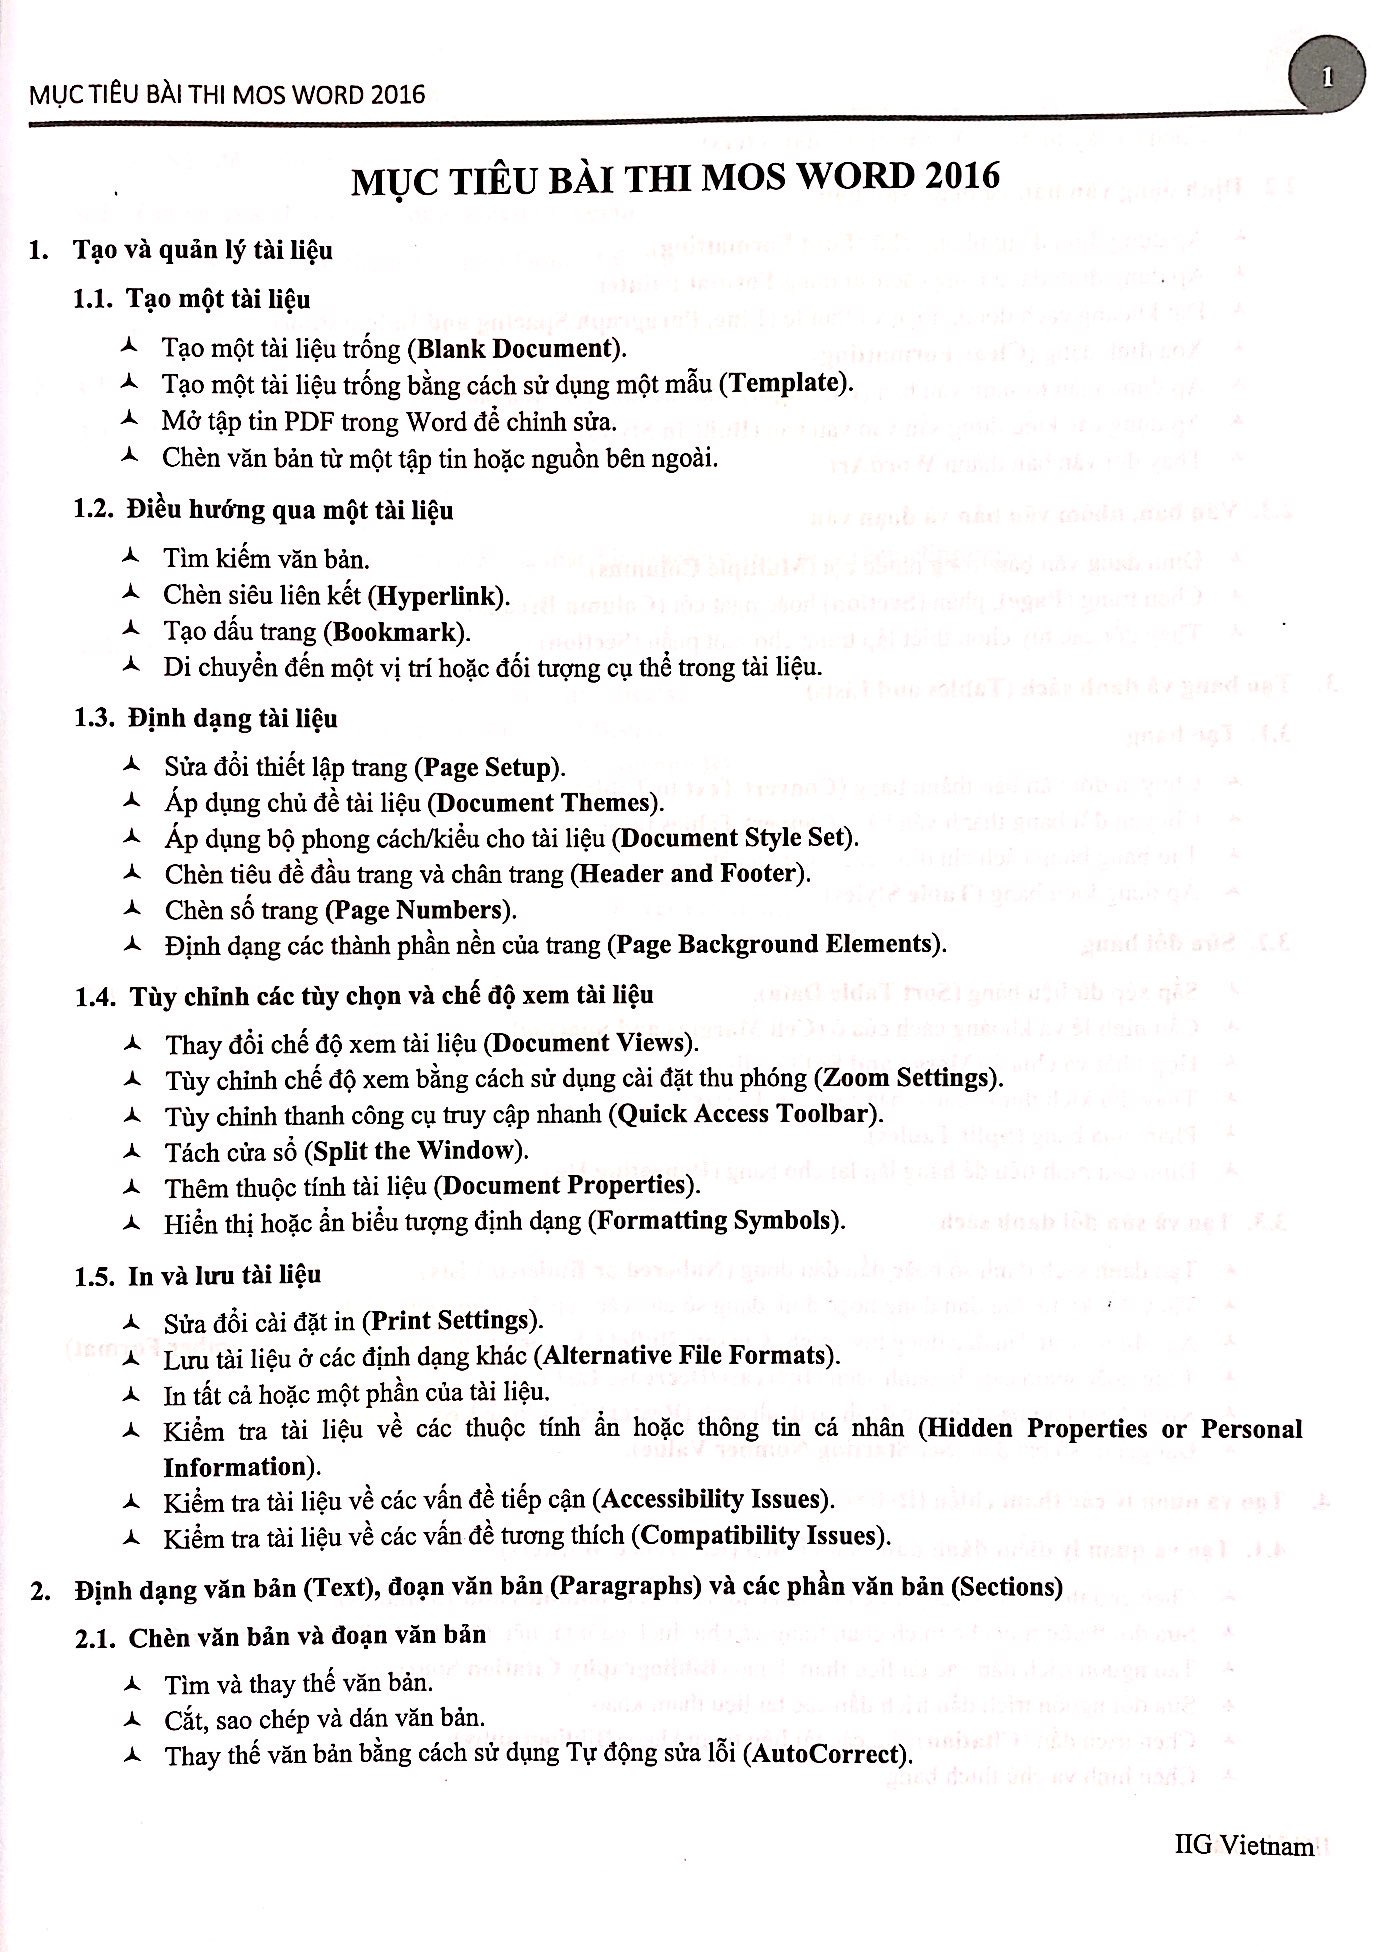 MỤC TIÊU BÀI THI MOS WORD 2016
1
MỤC TIÊU BÀI THI MOS WORD 2016
1. Tạo và quản lý tài liệu
1.1. Tạo một tài liệu
Tạo một tài liệu trống (Blank Document).
Tạo một tài liệu trống bằng cách sử dụng một mẫu (Template).
Mở tập tin PDF trong Word để chỉnh sửa.
Chèn văn bản từ một tập tin hoặc nguồn bên ngoài.
1.2. Điều hướng qua một tài liệu
Tìm kiếm văn bản.
Chèn siêu liên kết (Hyperlink).
Tạo dấu trang (Bookmark).
Di chuyển đến một vị trí hoặc đối tượng cụ thể trong tài liệu.
1.3. Định dạng tài liệu
Sửa đổi thiết lập trang (Page Setup).
Áp dụng chủ đề tài liệu (Document Themes).
Áp dụng bộ phong cách/kiểu cho tài liệu (Document Style Set).
Chèn tiêu đề đầu trang và chân trang (Header and Footer).
Chèn số trang (Page Numbers).
Định dạng các thành phần nền của trang (Page Background Elements).
1.4. Tùy chỉnh các tùy chọn và chế độ xem tài liệu
Thay đổi chế độ xem tài liệu (Document Views).
Tùy chỉnh chế độ xem bằng cách sử dụng cài đặt thu phóng (Zoom Settings).
Tùy chỉnh thanh công cụ truy cập nhanh (Quick Access Toolbar).
Tách cửa sổ (Split the Window).
Thêm thuộc tính tài liệu (Document Properties).
Hiển thị hoặc ẩn biểu tượng định dạng (Formatting Symbols).
1.5. In và lưu tài liệu
Sửa đổi cài đặt in (Print Settings).
Lưu tài liệu ở các định dạng khác (Alternative File Formats).
In tất cả hoặc một phần của tài liệu.
Kiểm tra tài liệu về các thuộc tính ẩn hoặc thông tin cá nhân (Hidden Properties or Personal
Information).
Kiểm tra tài liệu về các vấn đề tiếp cận (Accessibility Issues).
Kiểm tra tài liệu về các vấn đề tương thích (Compatibility Issues).
2. Định dạng văn bản (Text), đoạn văn bản (Paragraphs) và các phần văn bản (Sections)
2.1. Chèn văn bản và đoạn văn bản
Tìm và thay thế văn bản.
Cắt, sao chép và dán văn bản.
Thay thế văn bản bằng cách sử dụng Tự động sửa lỗi (AutoCorrect).
IIG Vietnam